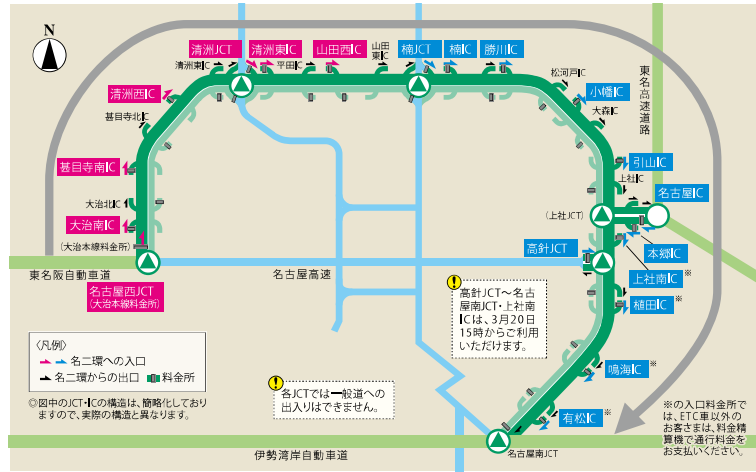 N
清洲JCT
清洲東IC
山田西IC
山田
東IC
楠JCT
楠IC
勝川IC
清洲東IC
平田IC
松河戸IC
清洲西IC
小幡IC
東名高速道路
甚目寺北IC
大森IC
甚目寺南IC
引山IC
上社IC
名古屋IC
大治北IC
大治南IC
(上社JCT)
(大治本線料金所)
高針JCT
本郷IC
東名阪自動車道
名古屋高速
上社南IC※
名古屋西JCT
(大治本線料金所)
高針JCT～名古
屋南JCT・上社南
ICは、3月20日
15時からご利用
いただけます。
植田IC※
〈凡例〉
名二環への入口
名二環からの出口 料金所
◎図中のJCT・ICの構造は、簡略化しており
ますので、実際の構造と異なります。
各JCTでは一般道への
出入りはできません。
鳴海IC※
有松IC※
※の入口料金所で
は、ETC車以外の
お客さまは、料金精
算機で通行料金を
お支払いください。
伊勢湾岸自動車道
名古屋南JCT